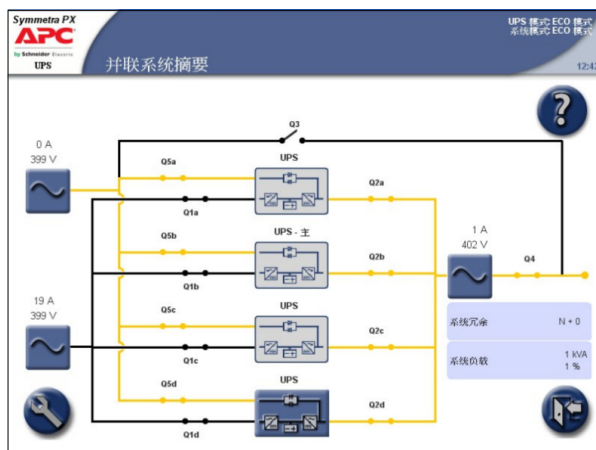 Symmetra PX
APC
by Schneider Electric
UPS
并联系统摘要
UPS 模式:ECO 模式
系统模式:ECO 模式
12:42
?
Q3
0 A
399 V
Q5a
UPS
Q1a
Q2a
UPS - 主
Q5b
Q1b
Q2b
1 A
402 V
Q4
UPS
Q5c
Q1c
Q2c
19 A
399 V
系统冗余
N + 0
系统负载
1 kVA
1 %
UPS
Q5d
Q1d
Q2d